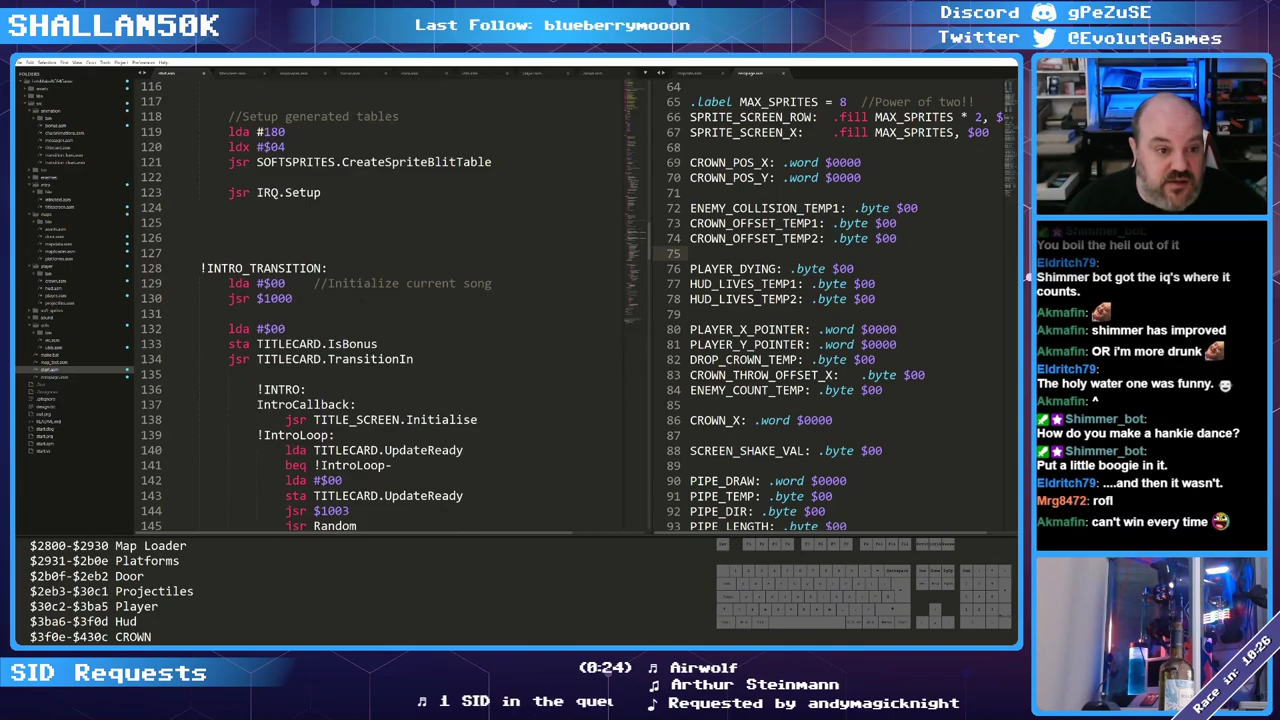 SHALLAN50K
Last Follow: blueberrymooon
Discord gPeZuSE
Twitter @EvoluteGames
FOLDERS
116
117
118 //Setup generated tables
119 lda #180
120 ldx #$04
121 jsr SOFTSPRITES.CreateSpriteBlitTable
122
123 jsr IRQ.Setup
124
125
126
127
128 !INTRO_TRANSITION:
129 lda #$00 //Initialize current song
130 jsr $1000
131
132 lda #$00
133 sta TITLECARD.IsBonus
134 jsr TITLECARD.TransitionIn
135
136 !INTRO:
137 IntroCallback:
138 jsr TITLE_SCREEN.Initialise
139 !IntroLoop:
140 lda TITLECARD.UpdateReady
141 beq !IntroLoop-
142 lda #$00
143 sta TITLECARD.UpdateReady
144 jsr $1003
145 jsr Random
64
65 .label MAX_SPRITES = 8 //Power of two!!
66 SPRITE_SCREEN_ROW: .fill MAX_SPRITES * 2, $
67 SPRITE_SCREEN_X: .fill MAX_SPRITES, $00
68
69 CROWN_POS_X: .word $0000
70 CROWN_POS_Y: .word $0000
71
72 ENEMY_COLLISION_TEMP1: .byte $00
73 CROWN_OFFSET_TEMP1: .byte $00
74 CROWN_OFFSET_TEMP2: .byte $00
75
76 PLAYER_DYING: .byte $00
77 HUD_LIVES_TEMP1: .byte $00
78 HUD_LIVES_TEMP2: .byte $00
79
80 PLAYER_X_POINTER: .word $0000
81 PLAYER_Y_POINTER: .word $0000
82 DROP_CROWN_TEMP: .byte $00
83 CROWN_THROW_OFFSET_X: .byte $00
84 ENEMY_COUNT_TEMP: .byte $00
85
86 CROWN_X: .word $0000
87
88 SCREEN_SHAKE_VAL: .byte $00
89
90 PIPE_DRAW: .word $0000
91 PIPE_TEMP: .byte $00
92 PIPE_DIR: .byte $00
93 PIPE_LENGTH: .byte $00
$2800-$2930 Map Loader
$2931-$2b0e Platforms
$2b0f-$2eb2 Door
$2eb3-$30c1 Projectiles
$30c2-$3ba5 Player
$3ba6-$3f0d Hud
$3f0e-$430c CROWN
Shimmer_bot:
You boil the hell out of it
Eldritch79:
Shimmer bot got the iq's where it
counts.
Akmafin:
Akmafin: shimmer has improved
Akmafin: OR i'm more drunk
Eldritch79:
The holy water one was funny.
Akmafin: ^
Shimmer_bot:
How do you make a hankie dance?
Shimmer_bot:
Put a little boogie in it.
Eldritch79: ....and then it wasn't.
Mrg8472: rofl
Akmafin: can't win every time
Race in: 10:26
SID Requests
(0:24)
Airwolf
Arthur Steinmann
Requested by andymagicknight
1 SID in the que